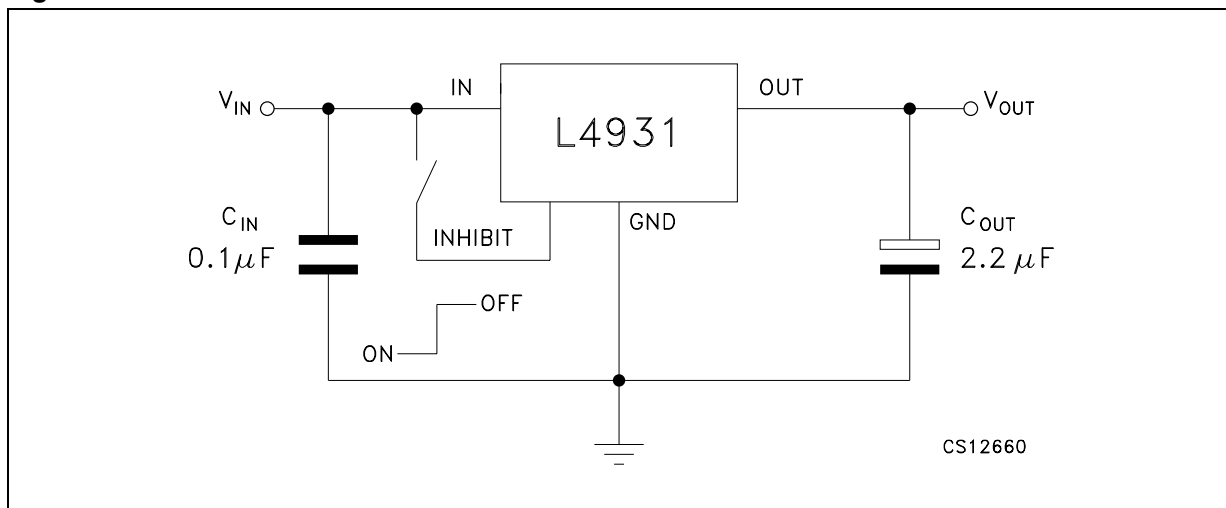 IN
OUT
V_IN
V_OUT
L4931
C_IN
0.1μF
INHIBIT
GND
C_OUT
2.2 μF
OFF
ON
CS12660